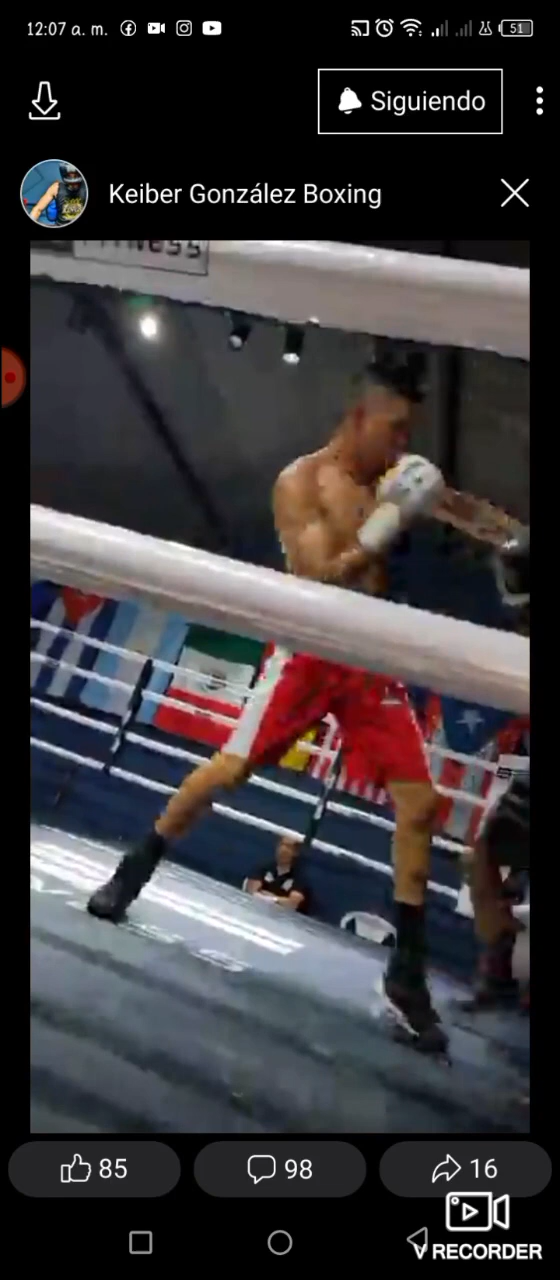 12:07 a. m.
51
Siguiendo
Keiber González Boxing
85
98
16
V RECORDER